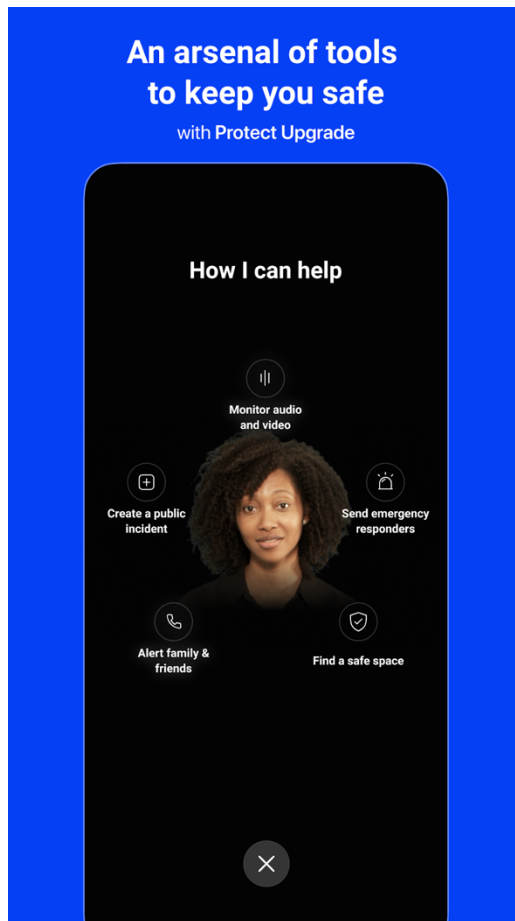 An arsenal of tools
to keep you safe
with Protect Upgrade
How I can help
Monitor audio
and video
Create a public
incident
Send emergency
responders
Alert family &
friends
Find a safe space